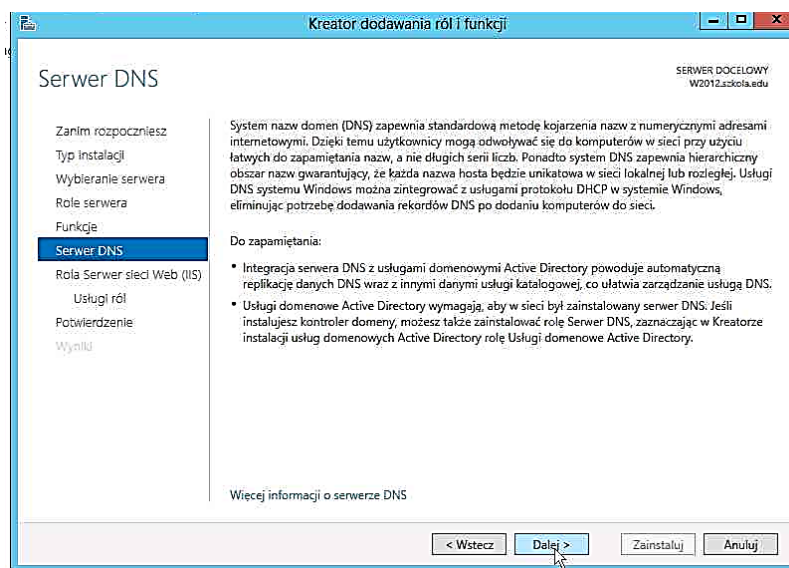 Kreator dodawania ról i funkcji
Serwer DNS
SERWER DOCELOWY
W2012.szkola.edu
Zanim rozpoczniesz
Typ instalacji
Wybieranie serwera
Role serwera
Funkcje
Serwer DNS
Rola Serwer sieci Web (IIS)
Usługi ról
Potwierdzenie
Wyniki
System nazw domen (DNS) zapewnia standardową metodę kojarzenia nazw z numerycznymi adresami
internetowymi. Dzięki temu użytkownicy mogą odwoływać się do komputerów w sieci przy użyciu
łatwych do zapamiętania nazw, a nie długich serii liczb. Ponadto system DNS zapewnia hierarchiczny
obszar nazw gwarantujący, że każda nazwa hosta będzie unikatowa w sieci lokalnej lub rozległej. Usługi
DNS systemu Windows można zintegrować z usługami protokołu DHCP w systemie Windows,
eliminując potrzebę dodawania rekordów DNS po dodaniu komputerów do sieci.
Do zapamiętania:
• Integracja serwera DNS z usługami domenowymi Active Directory powoduje automatyczną
replikację danych DNS wraz z innymi danymi usługi katalogowej, co ułatwia zarządzanie usługą DNS.
• Usługi domenowe Active Directory wymagają, aby w sieci był zainstalowany serwer DNS. Jeśli
instalujesz kontroler domeny, możesz także zainstalować rolę Serwer DNS, zaznaczając w Kreatorze
instalacji usług domenowych Active Directory rolę Usługi domenowe Active Directory.
Więcej informacji o serwerze DNS
< Wstecz
Dalej >
Zainstaluj
Anuluj